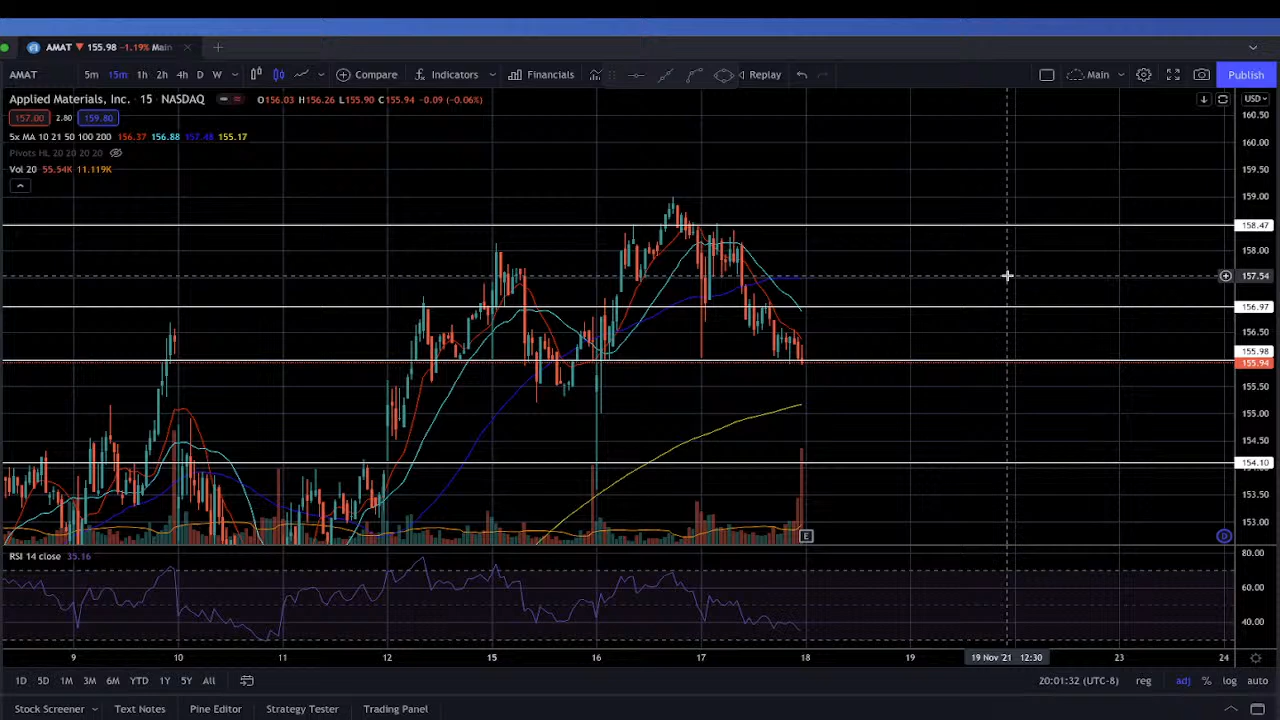 AMAT 155.98 -1.19% Main
AMAT 5m 15m 1h 2h 4h D W Compare Indicators Financials Replay Main Publish
Applied Materials, Inc. · 15 · NASDAQ O156.03 H156.26 L155.90 C155.94 -0.09 (-0.06%) USD
157.00 2.80 159.80
5x MA 10 21 50 100 200 156.37 156.88 157.48 155.17
Pivots HL 20 20 20 20
Vol 20 55.54K 11.119K
160.50
160.00
159.50
159.00
158.47
158.00
157.54
156.97
156.50
155.98
155.94
155.50
155.00
154.50
154.10
153.50
153.00
E
D
RSI 14 close 35.16
80.00
60.00
40.00
9 10 11 12 15 16 17 18 19 19 Nov '21 12:30 23 24
1D 5D 1M 3M 6M YTD 1Y 5Y All 20:01:32 (UTC-8) reg adj % log auto
Stock Screener Text Notes Pine Editor Strategy Tester Trading Panel